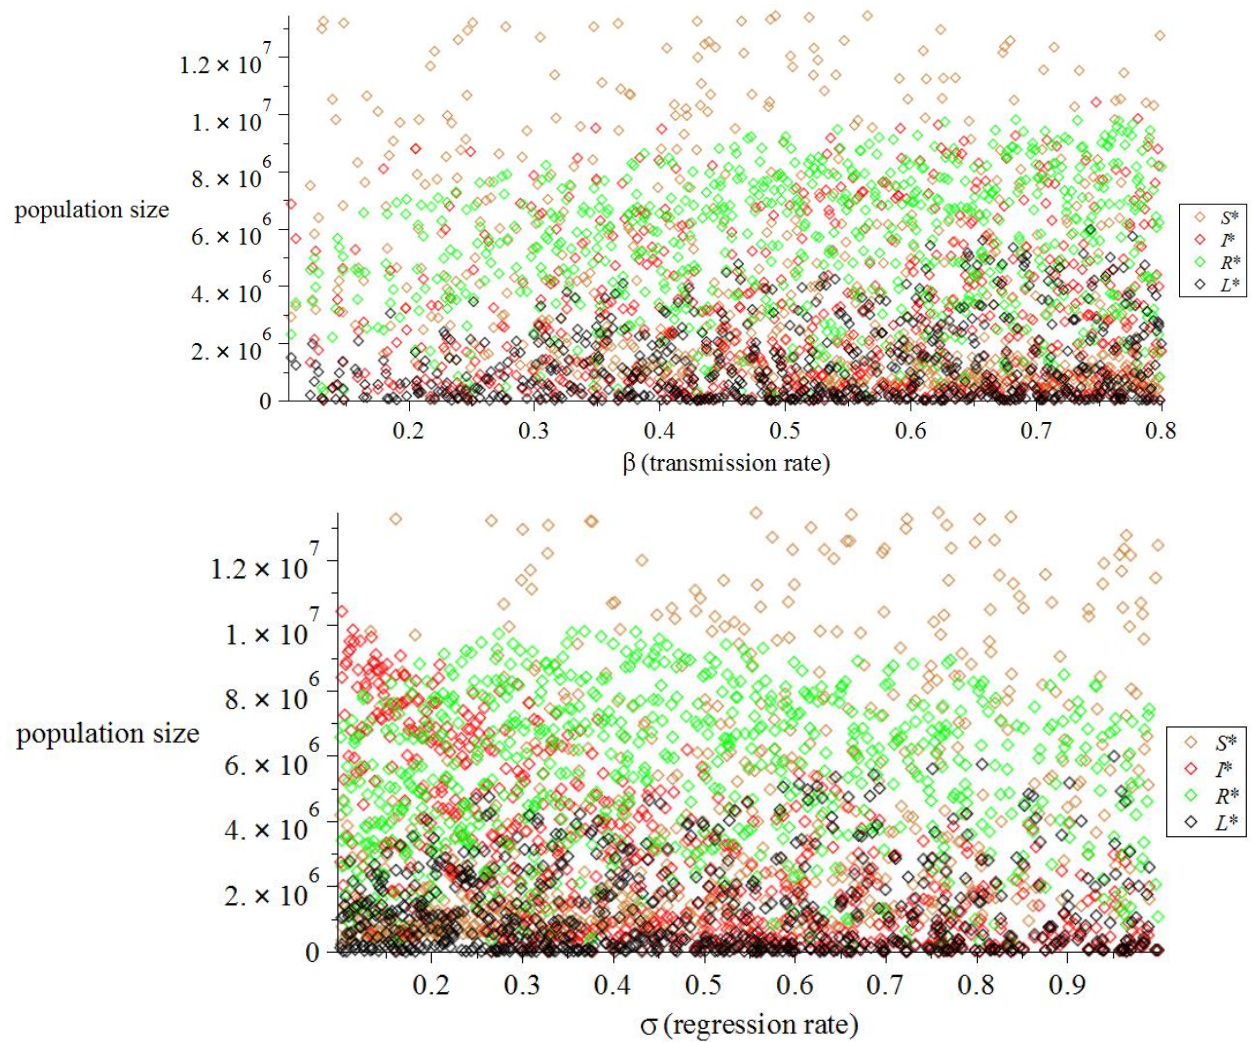 1.2 × 10^7
1. × 10^7
8. × 10^6
6. × 10^6
4. × 10^6
2. × 10^6
0
population size
0.2 0.3 0.4 0.5 0.6 0.7 0.8
β (transmission rate)
S*
I*
R*
L*
1.2 × 10^7
1. × 10^7
8. × 10^6
6. × 10^6
4. × 10^6
2. × 10^6
0
population size
0.2 0.3 0.4 0.5 0.6 0.7 0.8 0.9
σ (regression rate)
S*
I*
R*
L*